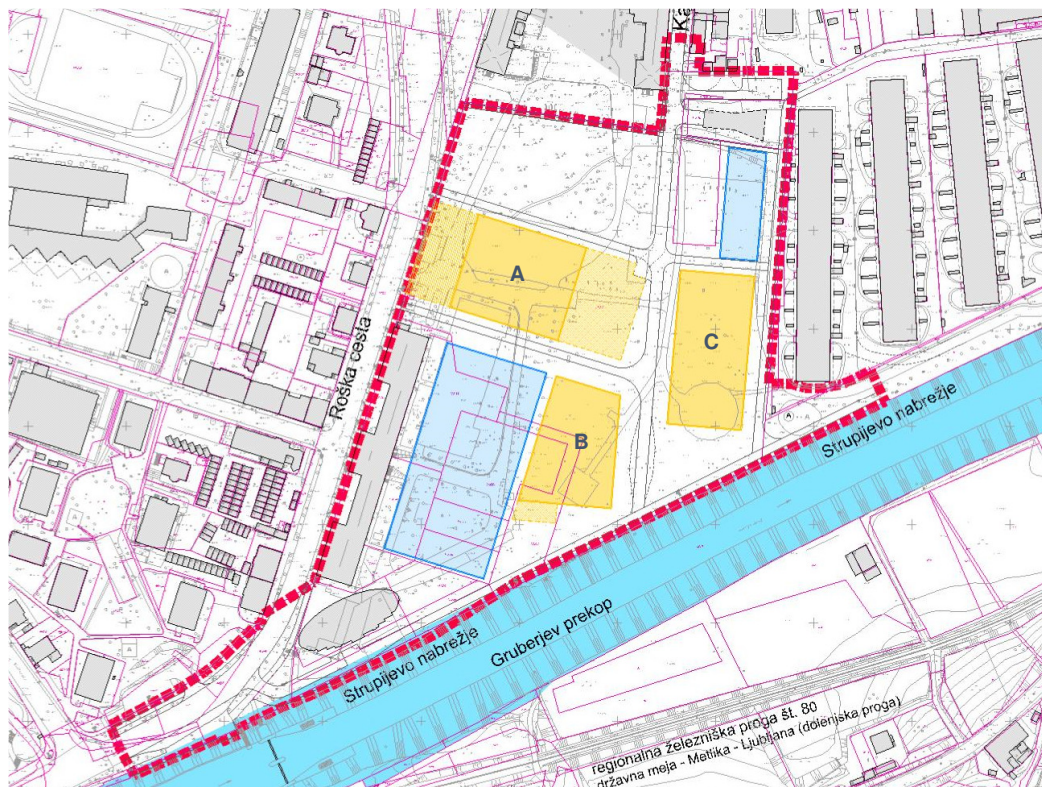 Ka
A
C
Roška cesta
B
Strupijevo nabrežje
Gruberjev prekop
Strupijevo nabrežje
regionalna železniška proga št. 80
državna meja - Metlika - Ljubljana (dolenjska proga)